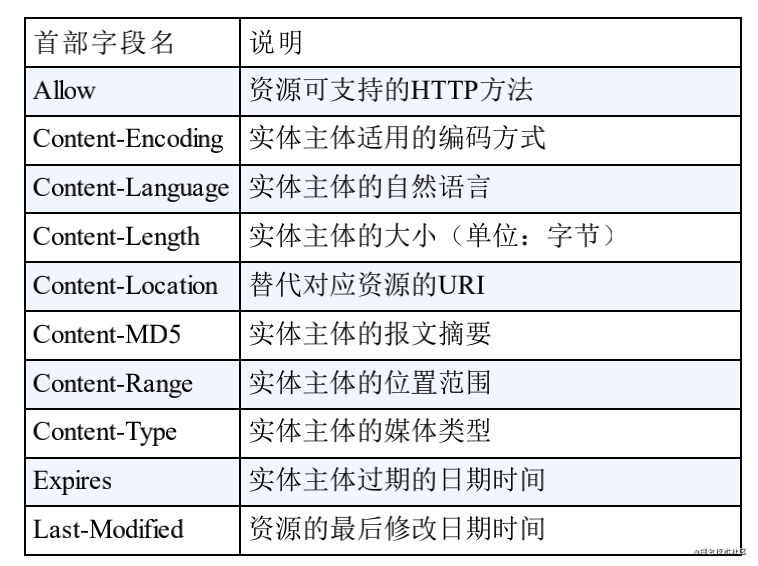 首部字段名 说明
Allow 资源可支持的HTTP方法
Content-Encoding 实体主体适用的编码方式
Content-Language 实体主体的自然语言
Content-Length 实体主体的大小（单位：字节）
Content-Location 替代对应资源的URI
Content-MD5 实体主体的报文摘要
Content-Range 实体主体的位置范围
Content-Type 实体主体的媒体类型
Expires 实体主体过期的日期时间
Last-Modified 资源的最后修改日期时间